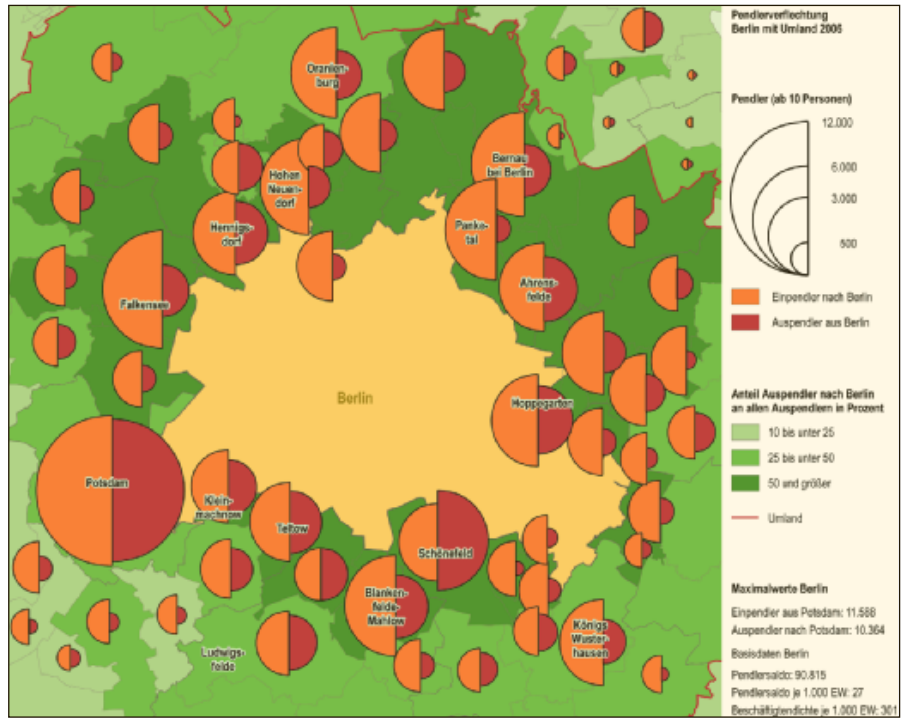 Pendlerverflechtung
Berlin mit Umland 2006
Pendler (ab 10 Personen)
12.000
6.000
3.000
600
Einpendler nach Berlin
Auspendler aus Berlin
Anteil Auspendler nach Berlin
an allen Auspendlern in Prozent
10 bis unter 25
25 bis unter 50
50 und größer
Umland
Maximalwerte Berlin
Einpendler aus Potsdam: 11.568
Auspendler nach Potsdam: 10.364
Basisdaten Berlin
Pendlersaldo: 90.815
Pendlersaldo je 1.000 EW: 27
Beschäftigtendichte je 1.000 EW: 301
Oranien-
burg
Bernau
bei Berlin
Hohen
Neuen-
dorf
Hennigs-
dorf
Panke-
tal
Ahrens-
felde
Falkensee
Berlin
Hoppegarten
Potsdam
Klein-
machnow
Teltow
Schönefeld
Blanken-
felde-
Mahlow
Königs
Wuster-
hausen
Ludwigs-
felde